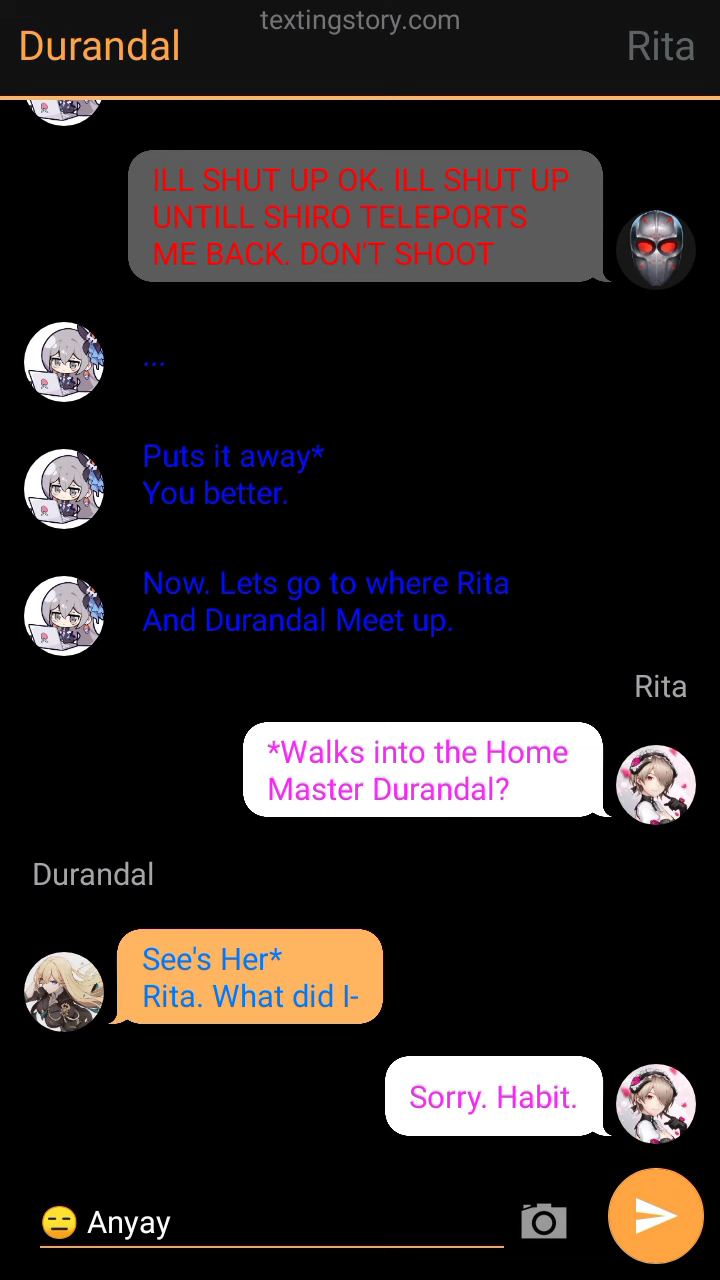 textingstory.com
Durandal
Rita
ILL SHUT UP OK. ILL SHUT UP
UNTILL SHIRO TELEPORTS
ME BACK. DON'T SHOOT
...
Puts it away*
You better.
Now. Lets go to where Rita
And Durandal Meet up.
Rita
*Walks into the Home
Master Durandal?
Durandal
See's Her*
Rita. What did I-
Sorry. Habit.
😑 Anyay